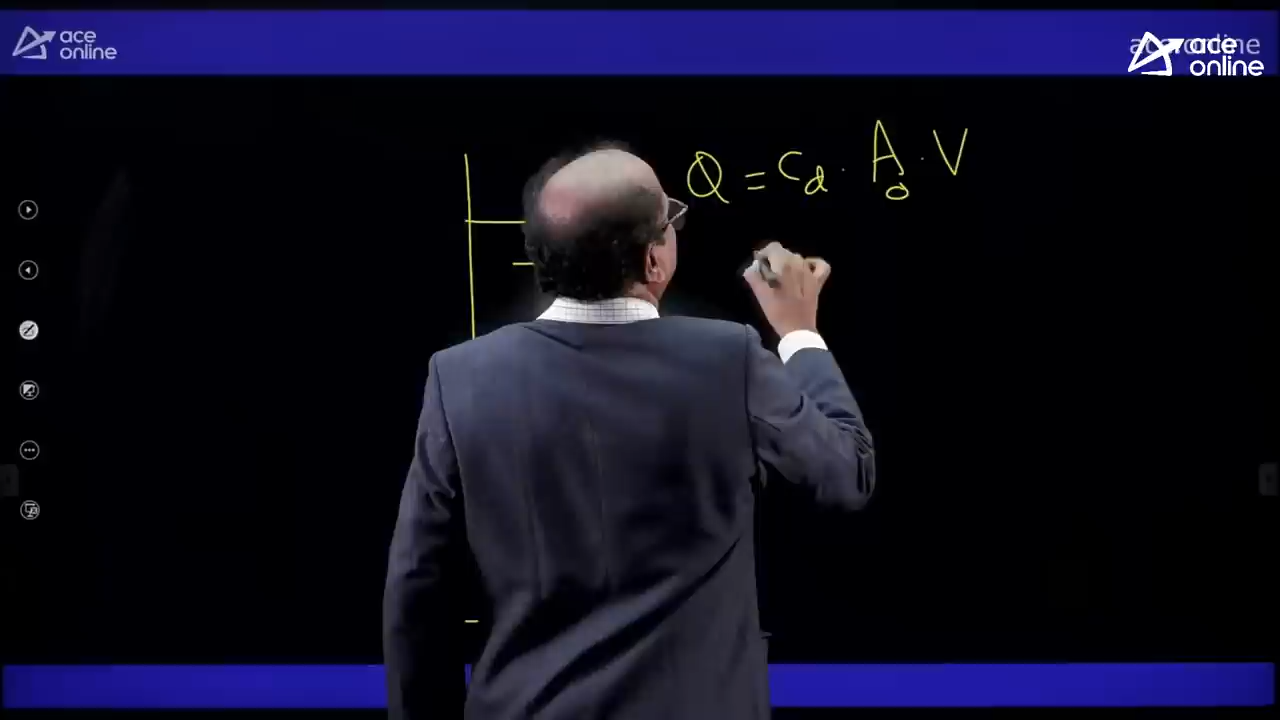 ace
online
ace
online
Q = Cd · Ao · V